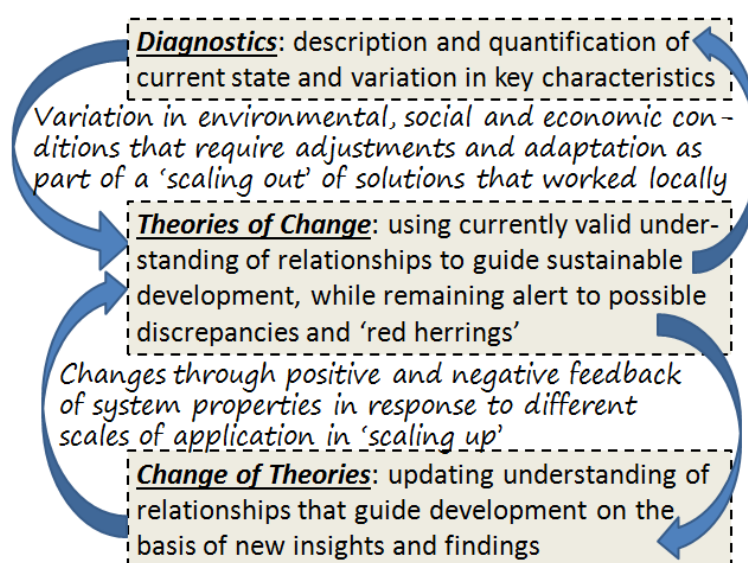 Diagnostics: description and quantification of
current state and variation in key characteristics
Variation in environmental, social and economic con-
ditions that require adjustments and adaptation as
part of a ‘scaling out’ of solutions that worked locally
Theories of Change: using currently valid under-
standing of relationships to guide sustainable
development, while remaining alert to possible
discrepancies and ‘red herrings’
Changes through positive and negative feedback
of system properties in response to different
scales of application in ‘scaling up’
Change of Theories: updating understanding of
relationships that guide development on the
basis of new insights and findings